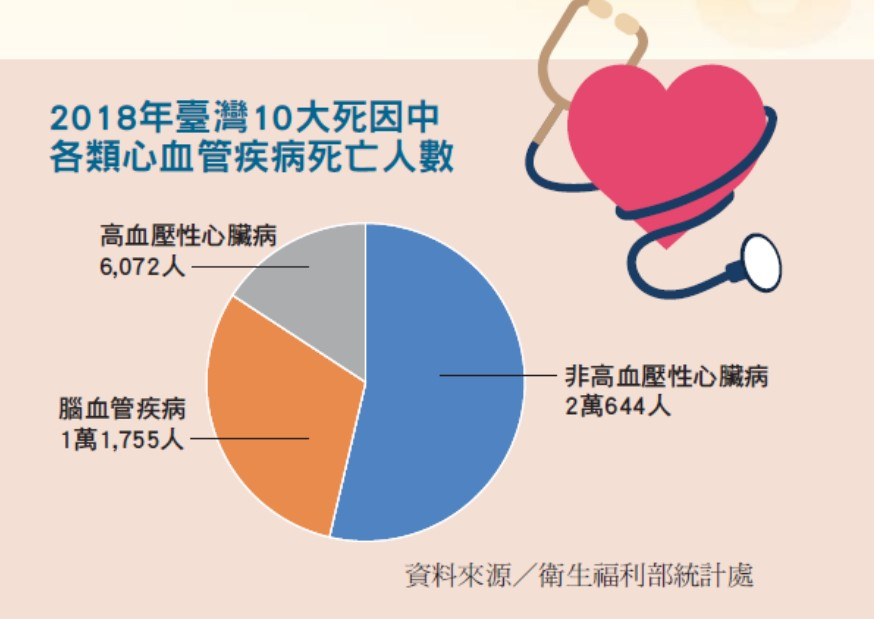 2018年臺灣10大死因中
各類心血管疾病死亡人數
高血壓性心臟病
6,072人
非高血壓性心臟病
2萬644人
腦血管疾病
1萬1,755人
資料來源／衛生福利部統計處